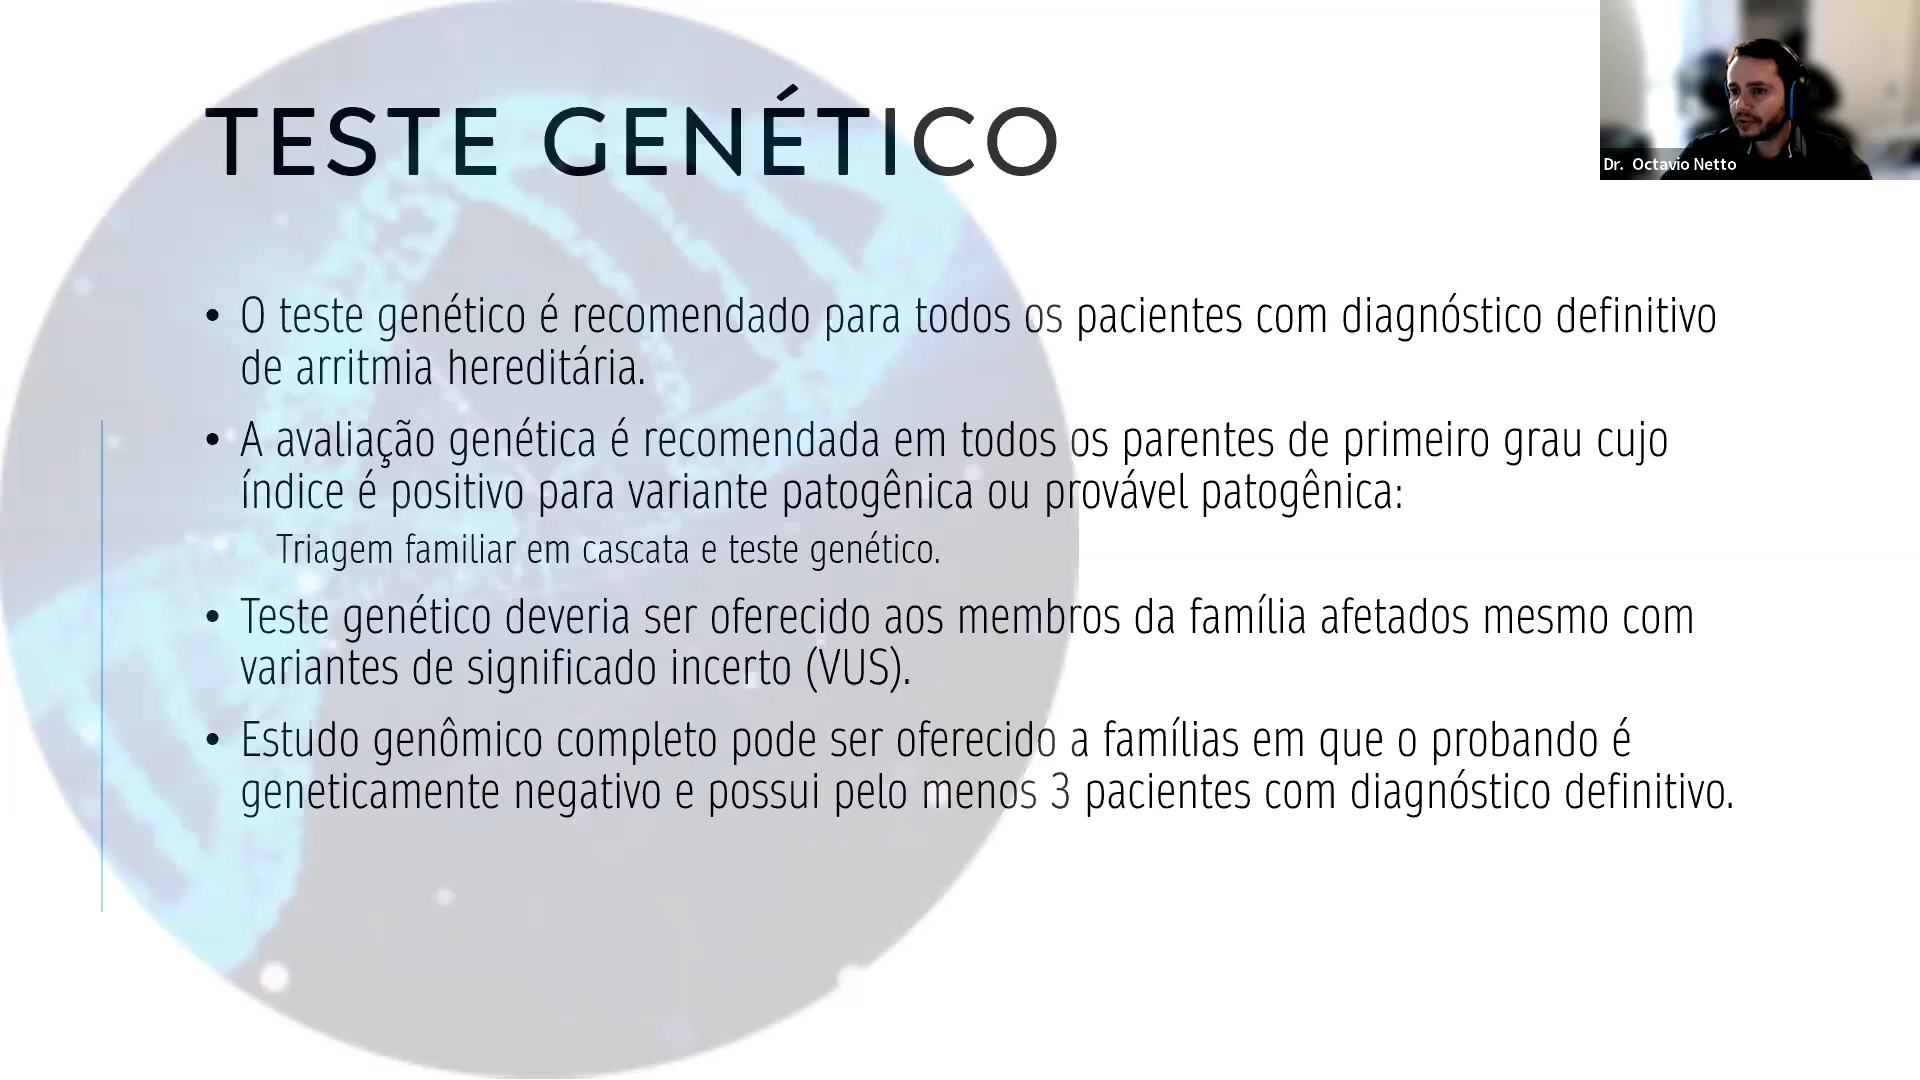 TESTE GENÉTICO
Dr. Octavio Netto
• O teste genético é recomendado para todos os pacientes com diagnóstico definitivo
de arritmia hereditária.
• A avaliação genética é recomendada em todos os parentes de primeiro grau cujo
índice é positivo para variante patogênica ou provável patogênica:
Triagem familiar em cascata e teste genético.
• Teste genético deveria ser oferecido aos membros da família afetados mesmo com
variantes de significado incerto (VUS).
• Estudo genômico completo pode ser oferecido a famílias em que o probando é
geneticamente negativo e possui pelo menos 3 pacientes com diagnóstico definitivo.